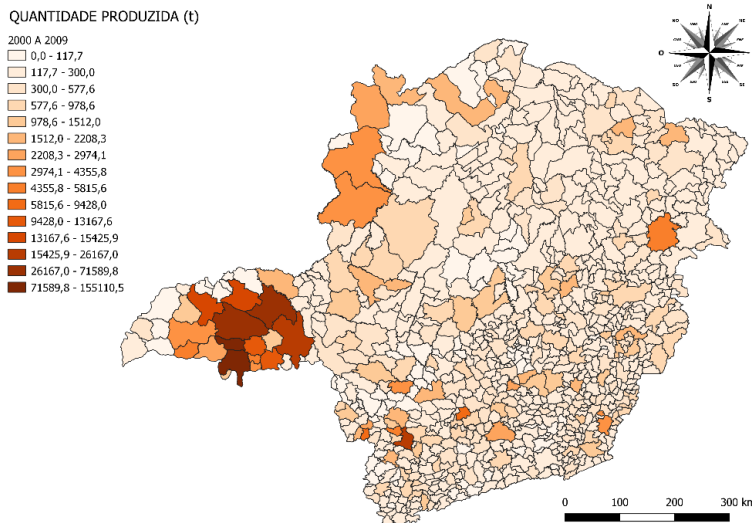 QUANTIDADE PRODUZIDA (t)
2000 A 2009
0,0 - 117,7
117,7 - 300,0
300,0 - 577,6
577,6 - 978,6
978,6 - 1512,0
1512,0 - 2208,3
2208,3 - 2974,1
2974,1 - 4355,8
4355,8 - 5815,6
5815,6 - 9428,0
9428,0 - 13167,6
13167,6 - 15425,9
15425,9 - 26167,0
26167,0 - 71589,8
71589,8 - 155110,5
N
O
S
0 100 200 300 km